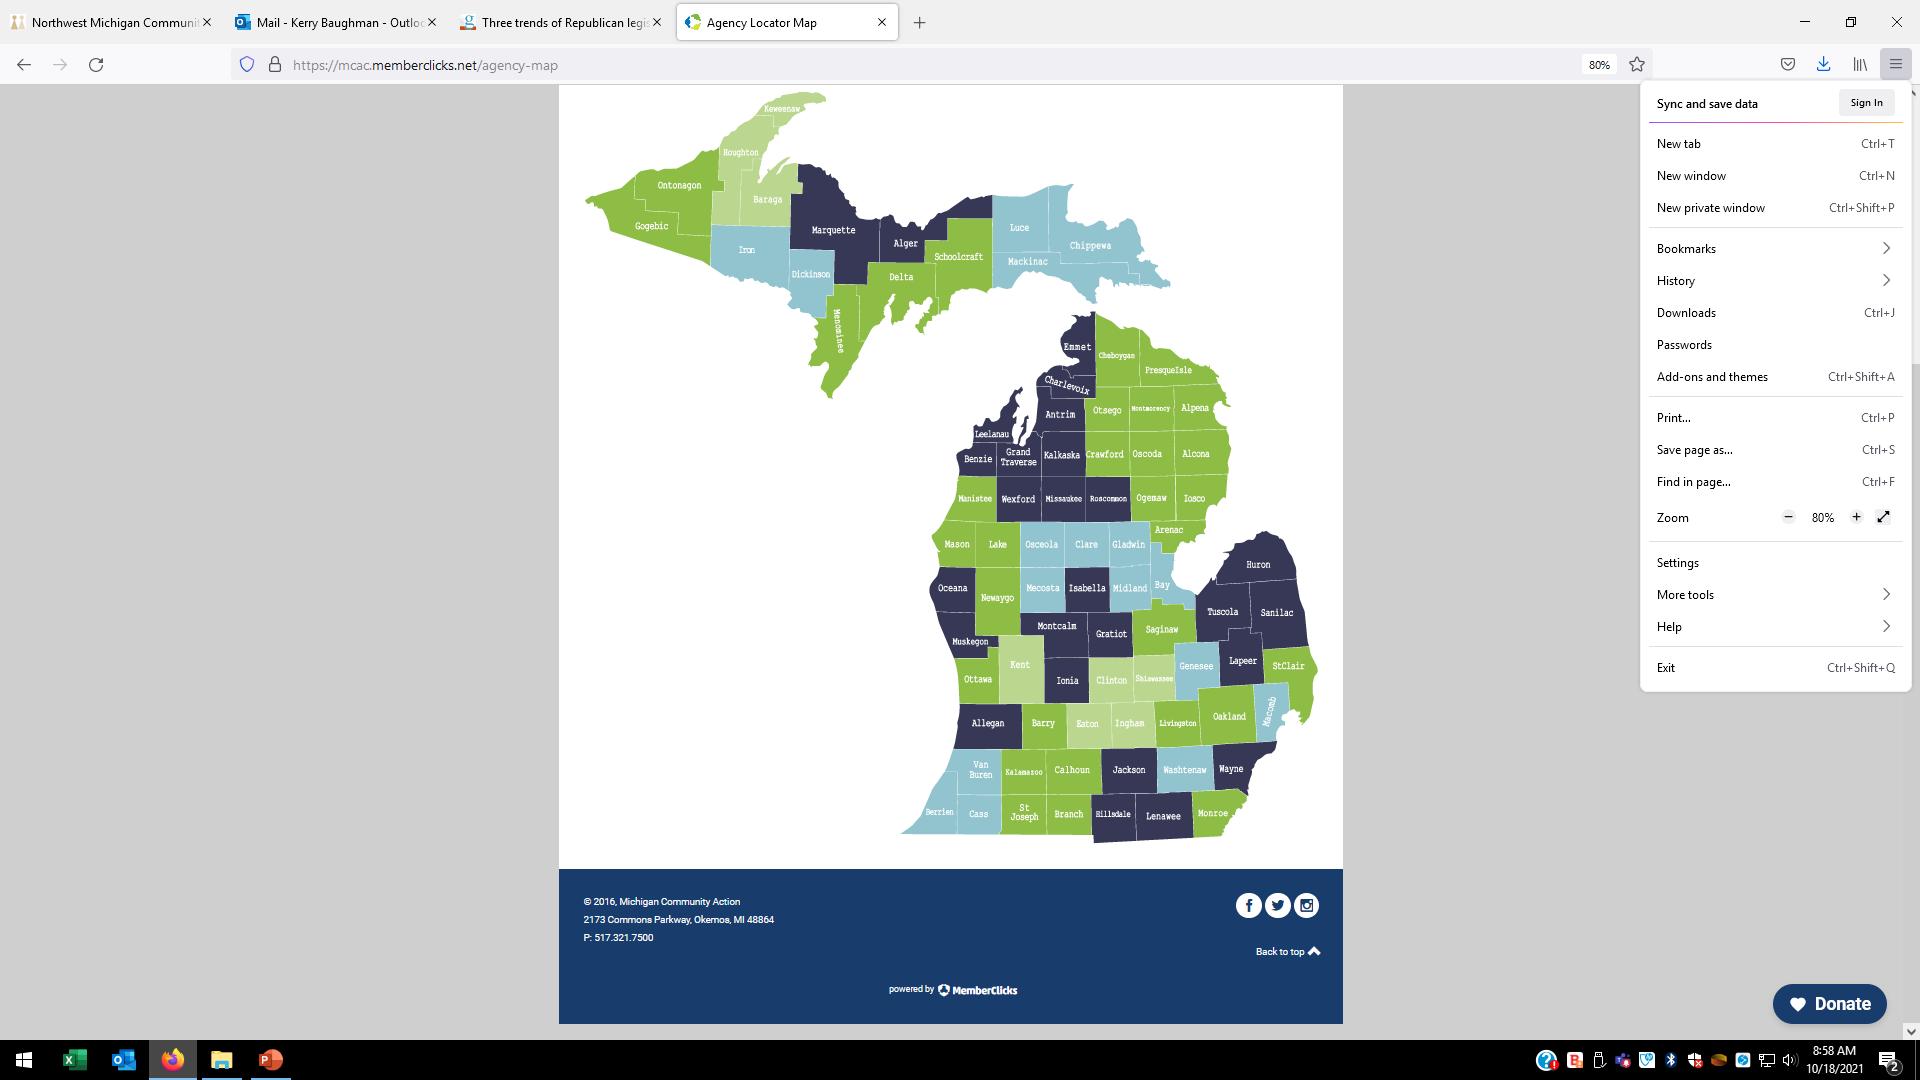 Northwest Michigan Communit
Mail - Kerry Baughman - Outloo
Three trends of Republican legis
Agency Locator Map
https://mcac.memberclicks.net/agency-map
80%
Sync and save data
Sign In
New tab Ctrl+T
New window Ctrl+N
New private window Ctrl+Shift+P
Bookmarks
History
Downloads Ctrl+J
Passwords
Add-ons and themes Ctrl+Shift+A
Print... Ctrl+P
Save page as... Ctrl+S
Find in page... Ctrl+F
Zoom 80%
Settings
More tools
Help
Exit Ctrl+Shift+Q
Keweenaw
Houghton
Ontonagon
Baraga
Gogebic
Marquette
Luce
Alger
Chippewa
Iron
Schoolcraft
Mackinac
Dickinson
Delta
Menominee
Emmet
Cheboygan
PresqueIsle
Charlevoix
Antrim
Otsego
Montmorency
Alpena
Leelanau
Benzie
Grand
Traverse
Kalkaska
Crawford
Oscoda
Alcona
Manistee
Wexford
Missaukee
Roscommon
Ogemaw
Iosco
Arenac
Mason
Lake
Osceola
Clare
Gladwin
Huron
Oceana
Newaygo
Mecosta
Isabella
Midland
Bay
Tuscola
Sanilac
Muskegon
Montcalm
Gratiot
Saginaw
Kent
Genesee
Lapeer
StClair
Ottawa
Ionia
Clinton
Shiawassee
Allegan
Barry
Eaton
Ingham
Livingston
Oakland
Macomb
Van
Buren
Kalamazoo
Calhoun
Jackson
Washtenaw
Wayne
Berrien
Cass
St
Joseph
Branch
Hillsdale
Lenawee
Monroe
© 2016, Michigan Community Action
2173 Commons Parkway, Okemos, MI 48864
P: 517.321.7500
Back to top
powered by MemberClicks
Donate
8:58 AM
10/18/2021
2